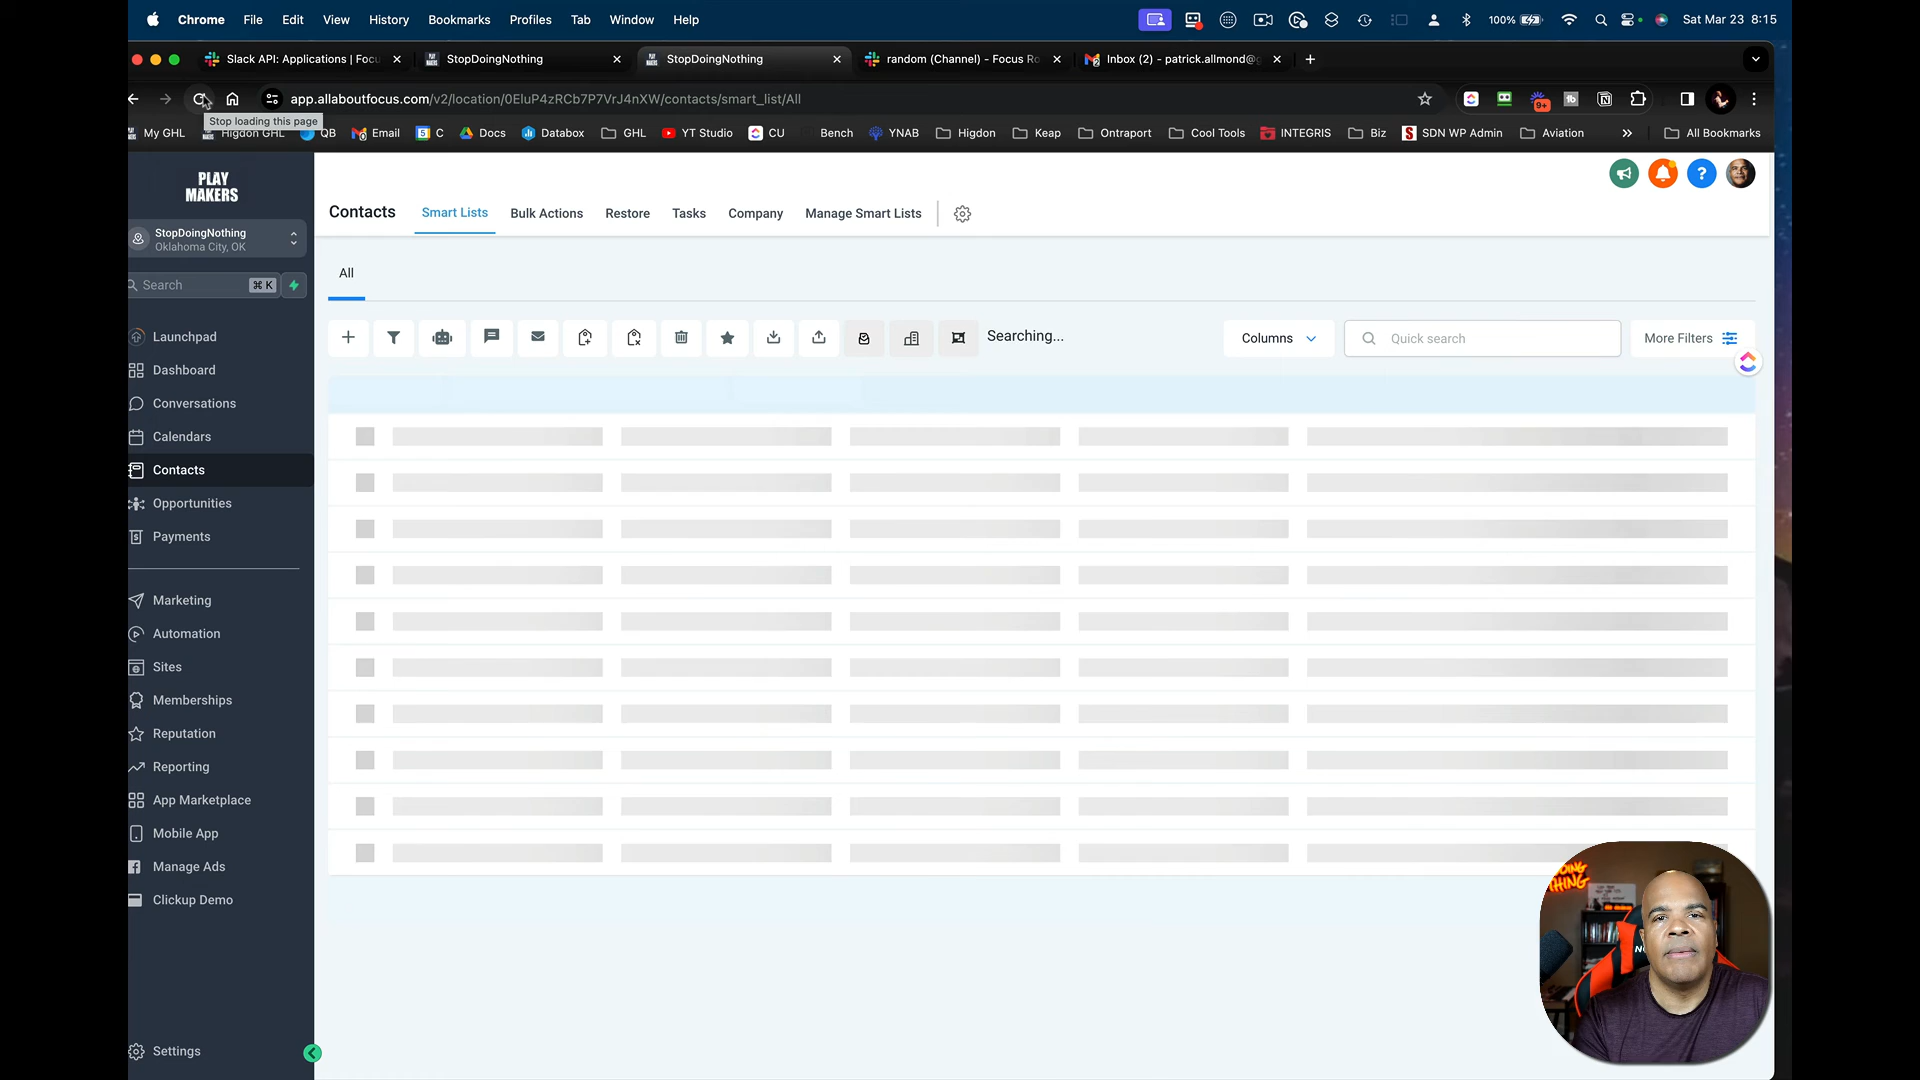 Chrome File Edit View History Bookmarks Profiles Tab Window Help 100% Sat Mar 23 8:15
Slack API: Applications | Focu StopDoingNothing StopDoingNothing random (Channel) - Focus Ro Inbox (2) - patrick.allmond@g
app.allaboutfocus.com/v2/location/0EluP4zRCb7P7VrJ4nXW/contacts/smart_list/All 9+
Stop loading this page
My GHL Higdon GHL QB Email 5 C Docs Databox GHL YT Studio CU Bench YNAB Higdon Keap Ontraport Cool Tools INTEGRIS Biz SDN WP Admin Aviation All Bookmarks
PLAY
MAKERS
StopDoingNothing
Oklahoma City, OK
Search ⌘ K
Launchpad
Dashboard
Conversations
Calendars
Contacts
Opportunities
Payments
Marketing
Automation
Sites
Memberships
Reputation
Reporting
App Marketplace
Mobile App
Manage Ads
Clickup Demo
Settings
Contacts Smart Lists Bulk Actions Restore Tasks Company Manage Smart Lists
All
Searching... Columns Quick search More Filters